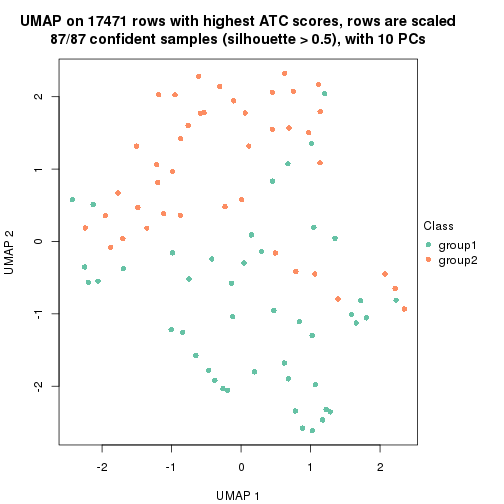 UMAP on 17471 rows with highest ATC scores, rows are scaled
87/87 confident samples (silhouette > 0.5), with 10 PCs
2
1
0
-1
-2
UMAP 2
-2
-1
0
1
2
UMAP 1
Class
group1
group2